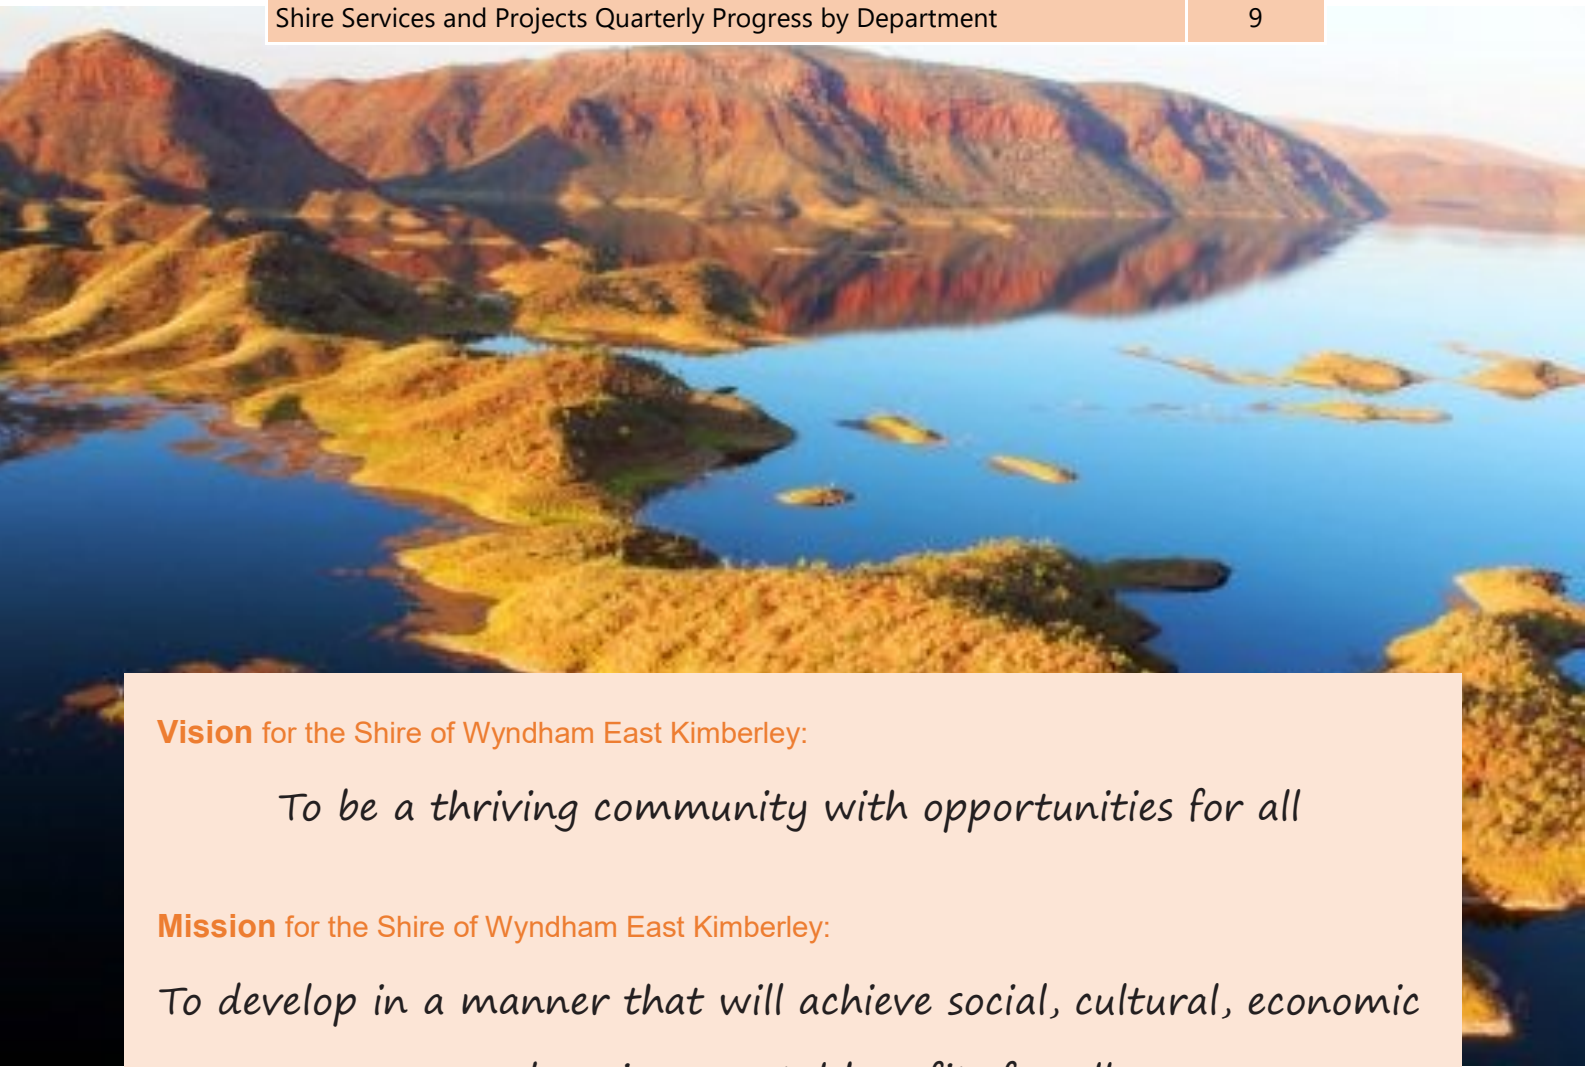 Shire Services and Projects Quarterly Progress by Department 9
Vision for the Shire of Wyndham East Kimberley:
To be a thriving community with opportunities for all
Mission for the Shire of Wyndham East Kimberley:
To develop in a manner that will achieve social, cultural, economic